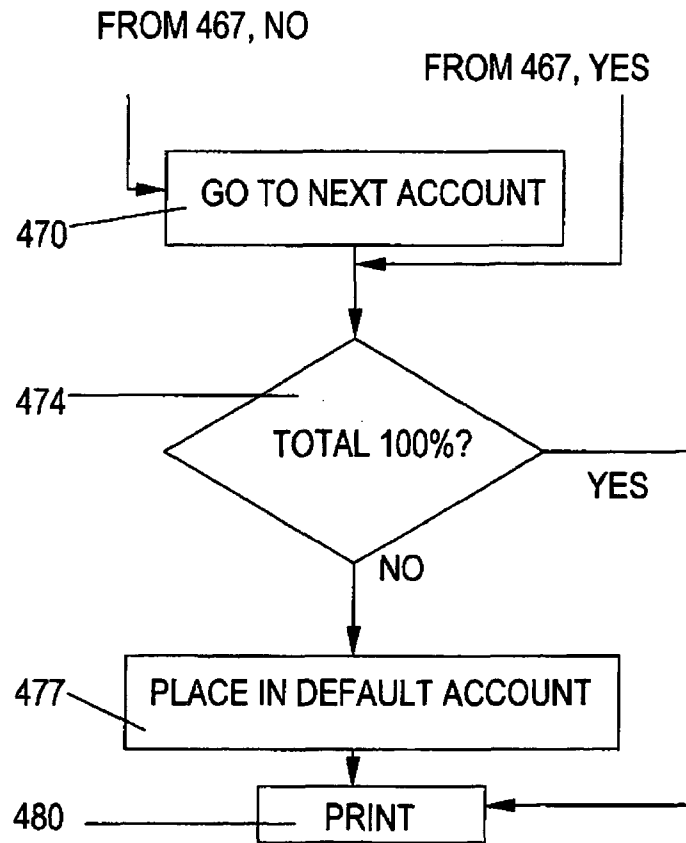 FROM 467, NO
FROM 467, YES
GO TO NEXT ACCOUNT
470
474
TOTAL 100%?
YES
NO
477
PLACE IN DEFAULT ACCOUNT
480
PRINT